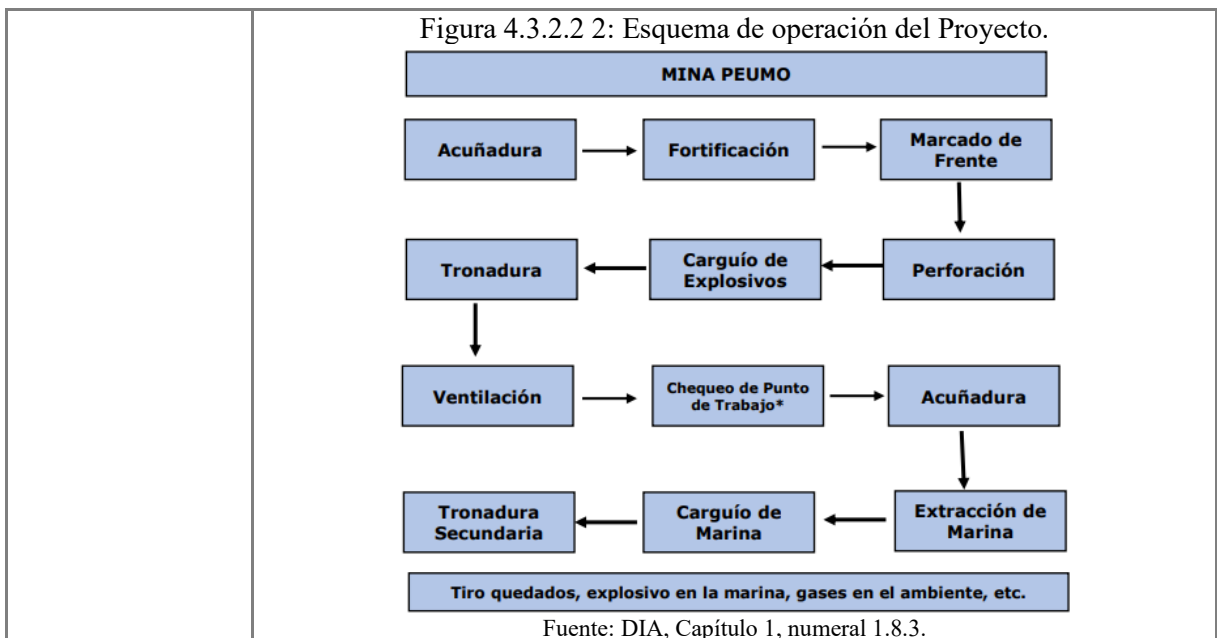 Figura 4.3.2.2 2: Esquema de operación del Proyecto.
MINA PEUMO
Acuñadura
Fortificación
Marcado de
Frente
Tronadura
Carguío de
Explosivos
Perforación
Ventilación
Chequeo de Punto
de Trabajo*
Acuñadura
Tronadura
Secundaria
Carguío de
Marina
Extracción de
Marina
Tiro quedados, explosivo en la marina, gases en el ambiente, etc.
Fuente: DIA, Capítulo 1, numeral 1.8.3.